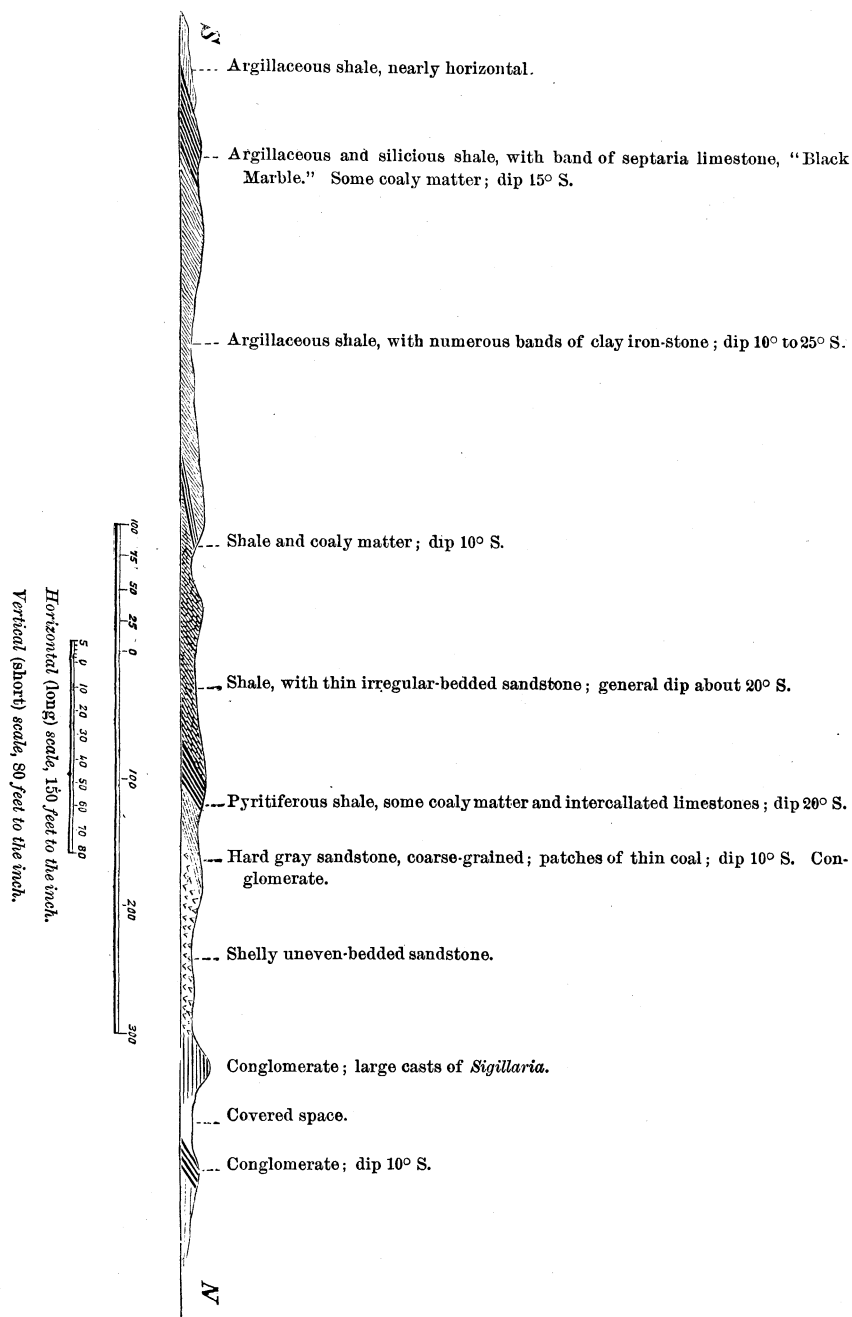 S
Argillaceous shale, nearly horizontal.
Argillaceous and silicious shale, with band of septaria limestone, “Black
Marble.” Some coaly matter; dip 15° S.
Argillaceous shale, with numerous bands of clay iron-stone; dip 10° to 25° S.
Shale and coaly matter; dip 10° S.
Shale, with thin irregular-bedded sandstone; general dip about 20° S.
Pyritiferous shale, some coaly matter and intercallated limestones; dip 20° S.
Hard gray sandstone, coarse-grained; patches of thin coal; dip 10° S. Con-
glomerate.
Shelly uneven-bedded sandstone.
Conglomerate; large casts of Sigillaria.
Covered space.
Conglomerate; dip 10° S.
N
100 75 50 25 0 100 200 300
5 0 10 20 30 40 50 60 70 80
Horizontal (long) scale, 150 feet to the inch.
Vertical (short) scale, 80 feet to the inch.